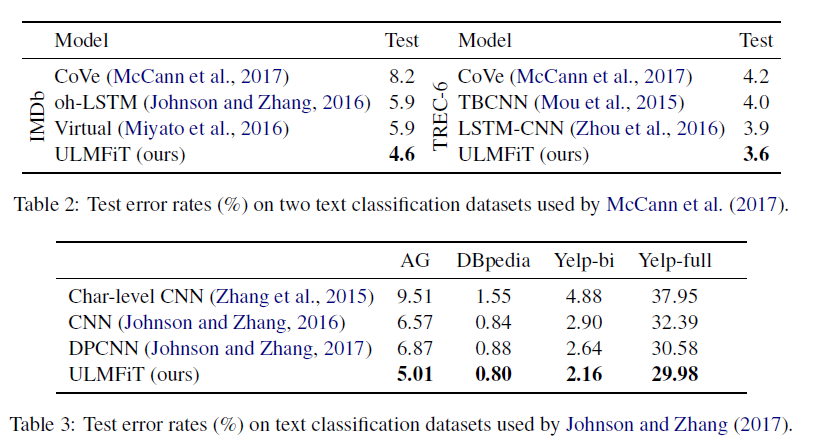 Model Test Model Test
IMDb
CoVe (McCann et al., 2017) 8.2
oh-LSTM (Johnson and Zhang, 2016) 5.9
Virtual (Miyato et al., 2016) 5.9
ULMFiT (ours) 4.6
TREC-6
CoVe (McCann et al., 2017) 4.2
TBCNN (Mou et al., 2015) 4.0
LSTM-CNN (Zhou et al., 2016) 3.9
ULMFiT (ours) 3.6
Table 2: Test error rates (%) on two text classification datasets used by McCann et al. (2017).
AG DBpedia Yelp-bi Yelp-full
Char-level CNN (Zhang et al., 2015) 9.51 1.55 4.88 37.95
CNN (Johnson and Zhang, 2016) 6.57 0.84 2.90 32.39
DPCNN (Johnson and Zhang, 2017) 6.87 0.88 2.64 30.58
ULMFiT (ours) 5.01 0.80 2.16 29.98
Table 3: Test error rates (%) on text classification datasets used by Johnson and Zhang (2017).